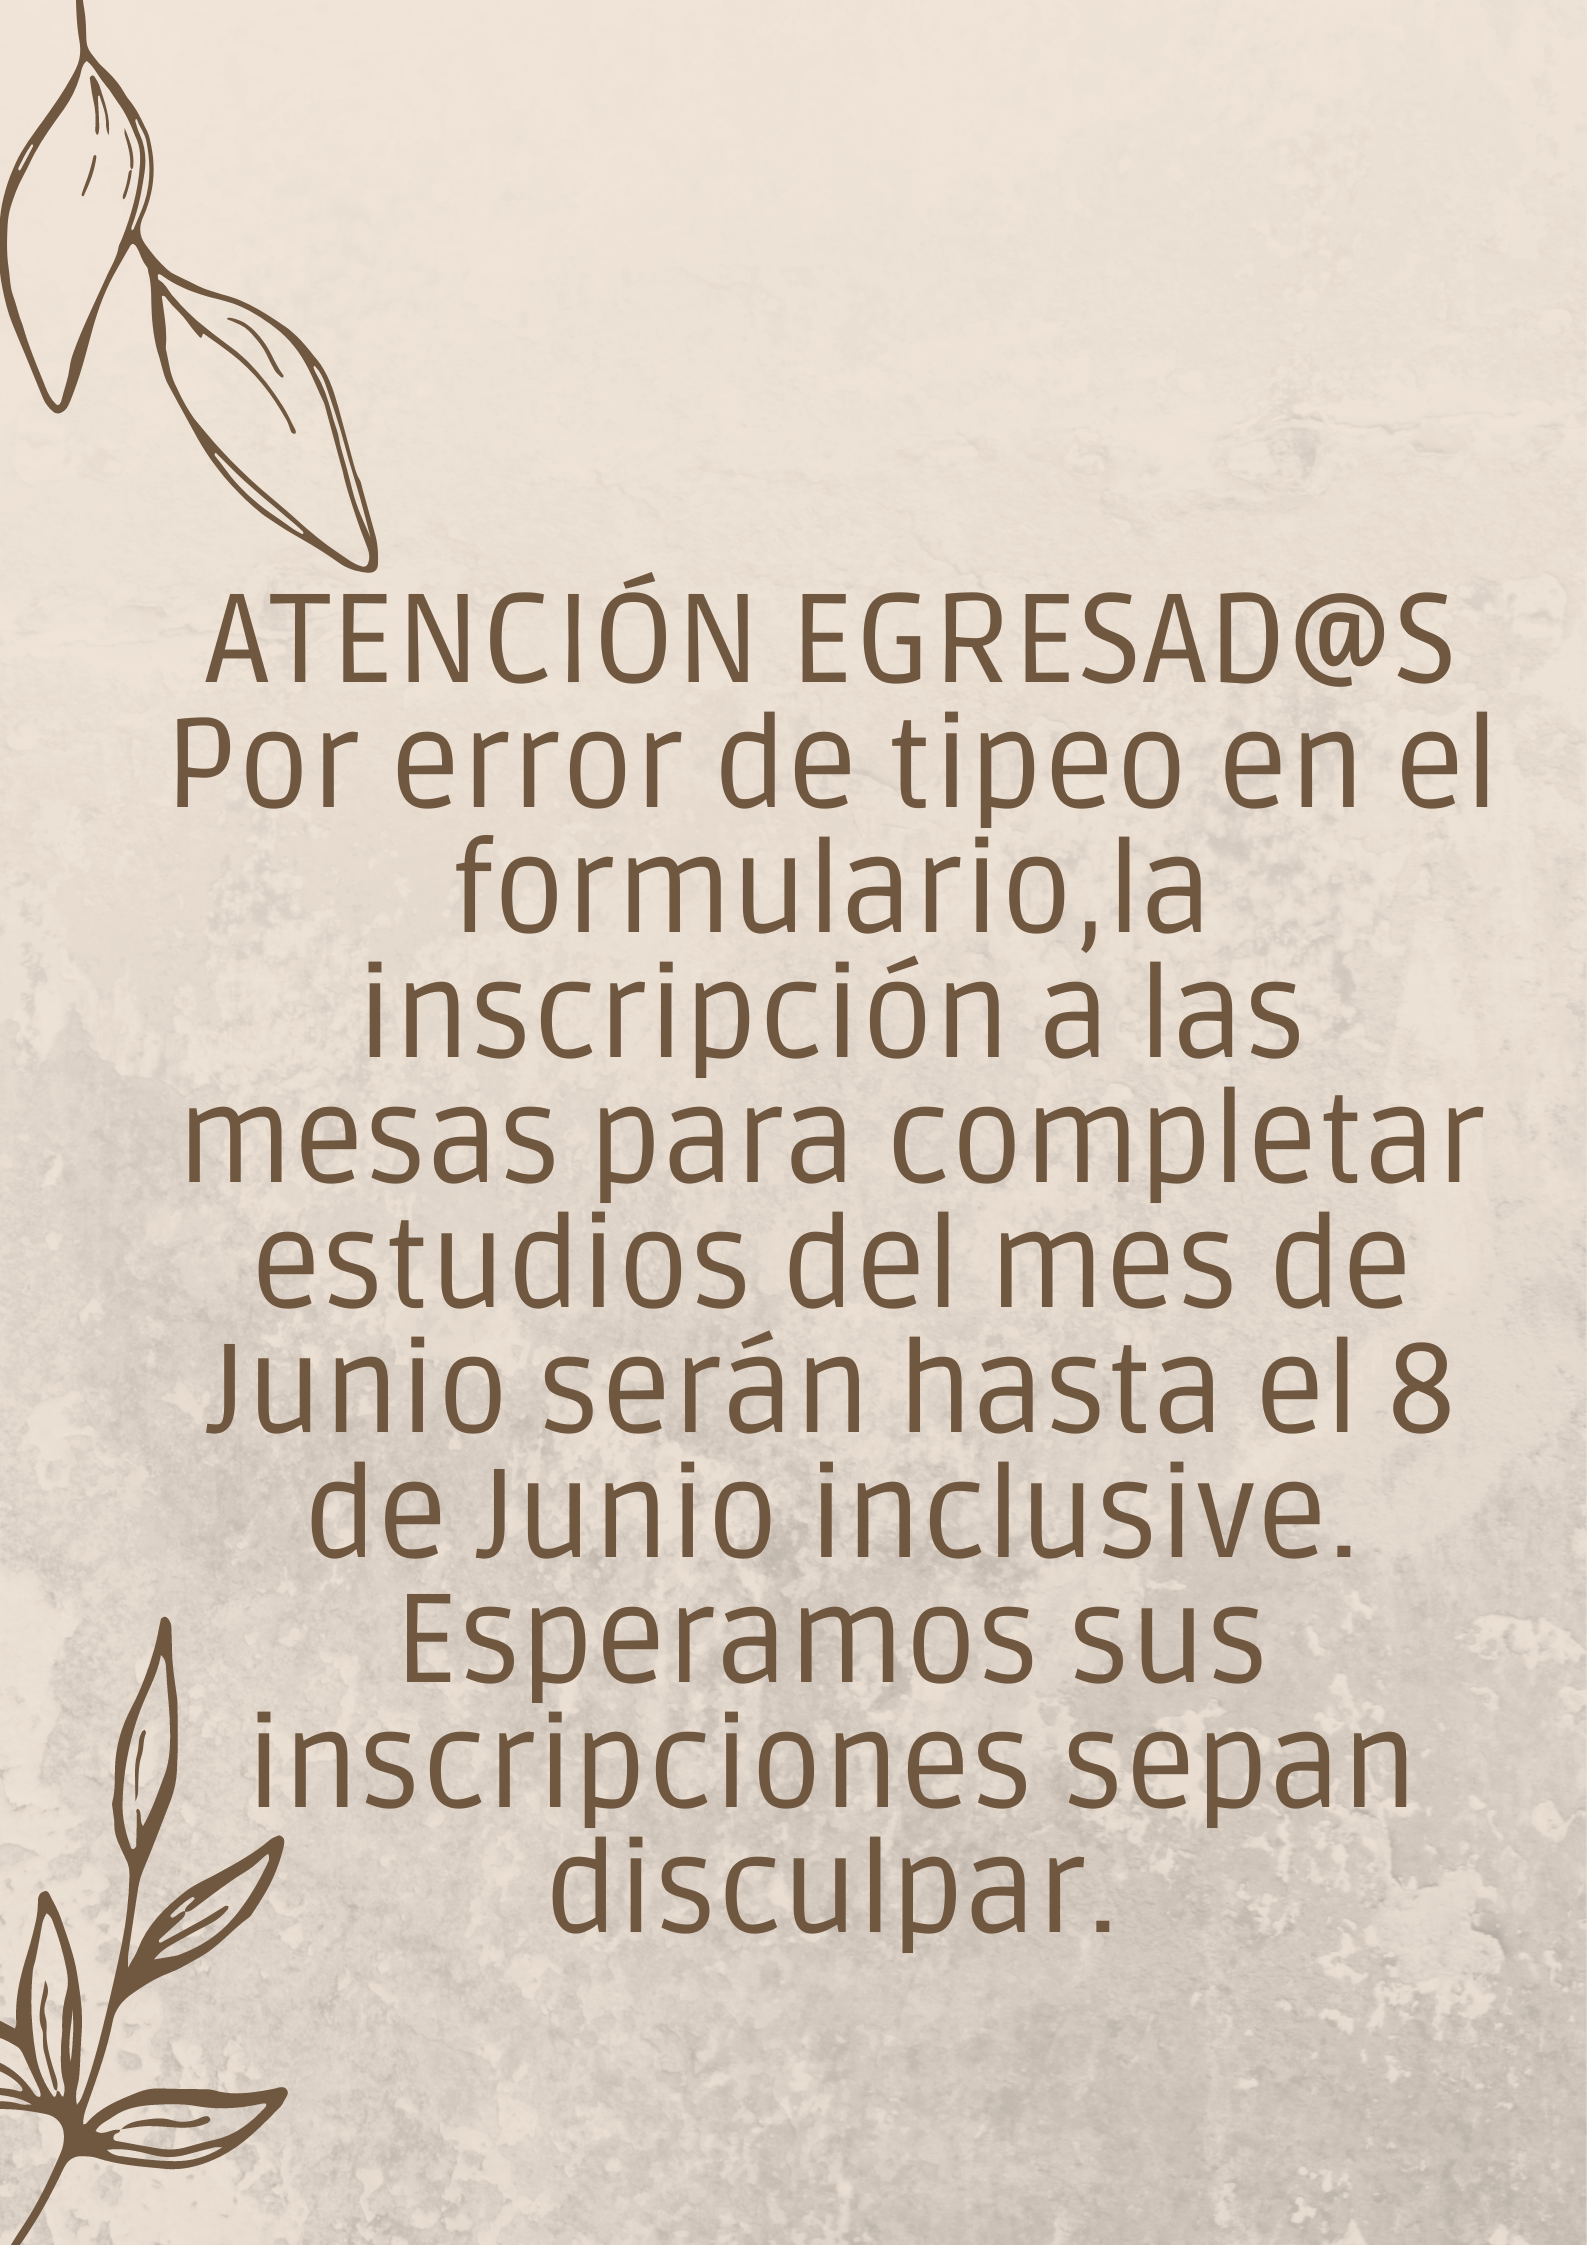 ATENCIÓN EGRESAD@S
Por error de tipeo en el
formulario,la
inscripción a las
mesas para completar
estudios del mes de
Junio serán hasta el 8
de Junio inclusive.
Esperamos sus
inscripciones sepan
disculpar.